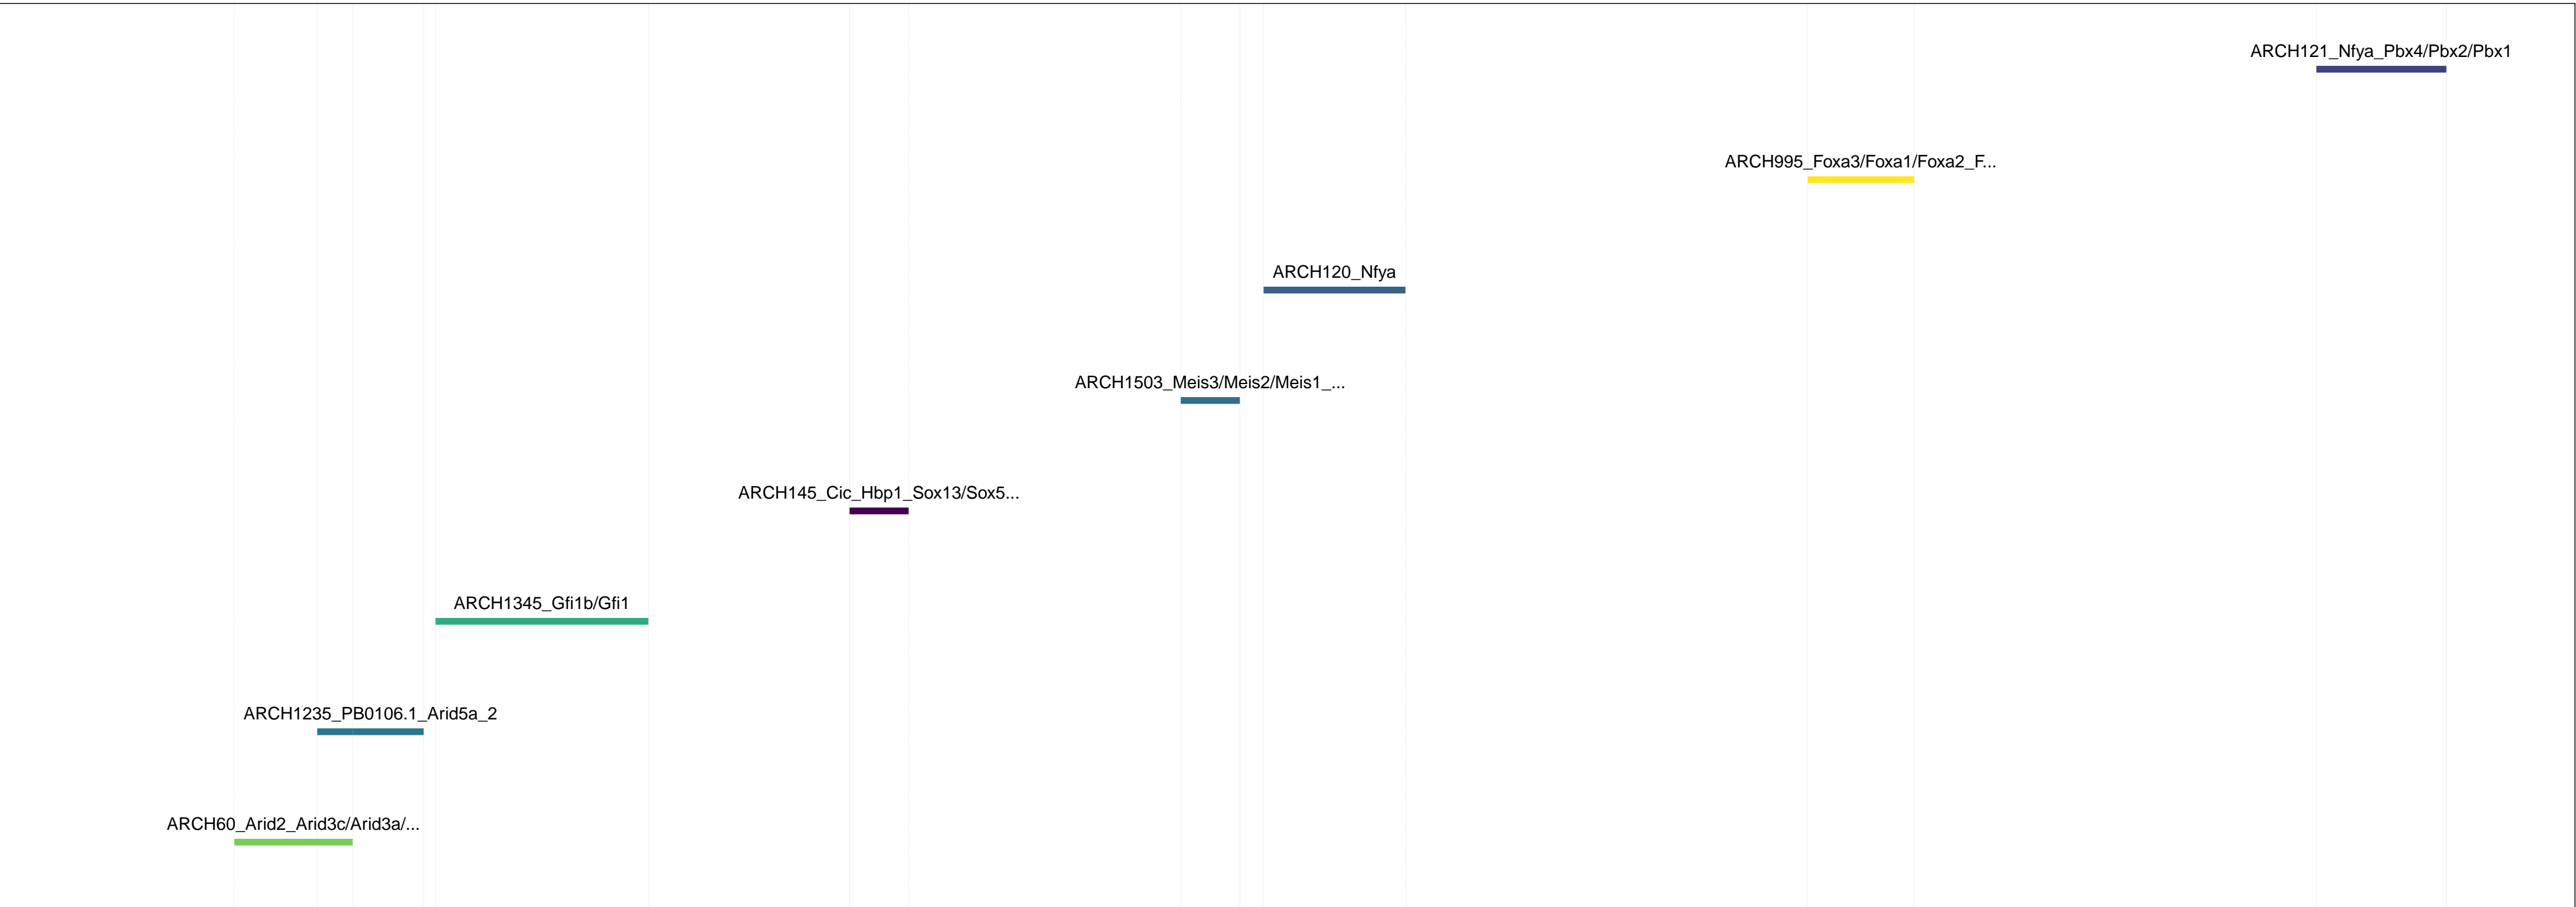 ARCH121_Nfya_Pbx4/Pbx2/Pbx1
ARCH995_Foxa3/Foxa1/Foxa2_F...
ARCH120_Nfya
ARCH1503_Meis3/Meis2/Meis1_...
ARCH145_Cic_Hbp1_Sox13/Sox5...
ARCH1345_Gfi1b/Gfi1
ARCH1235_PB0106.1_Arid5a_2
ARCH60_Arid2_Arid3c/Arid3a/...